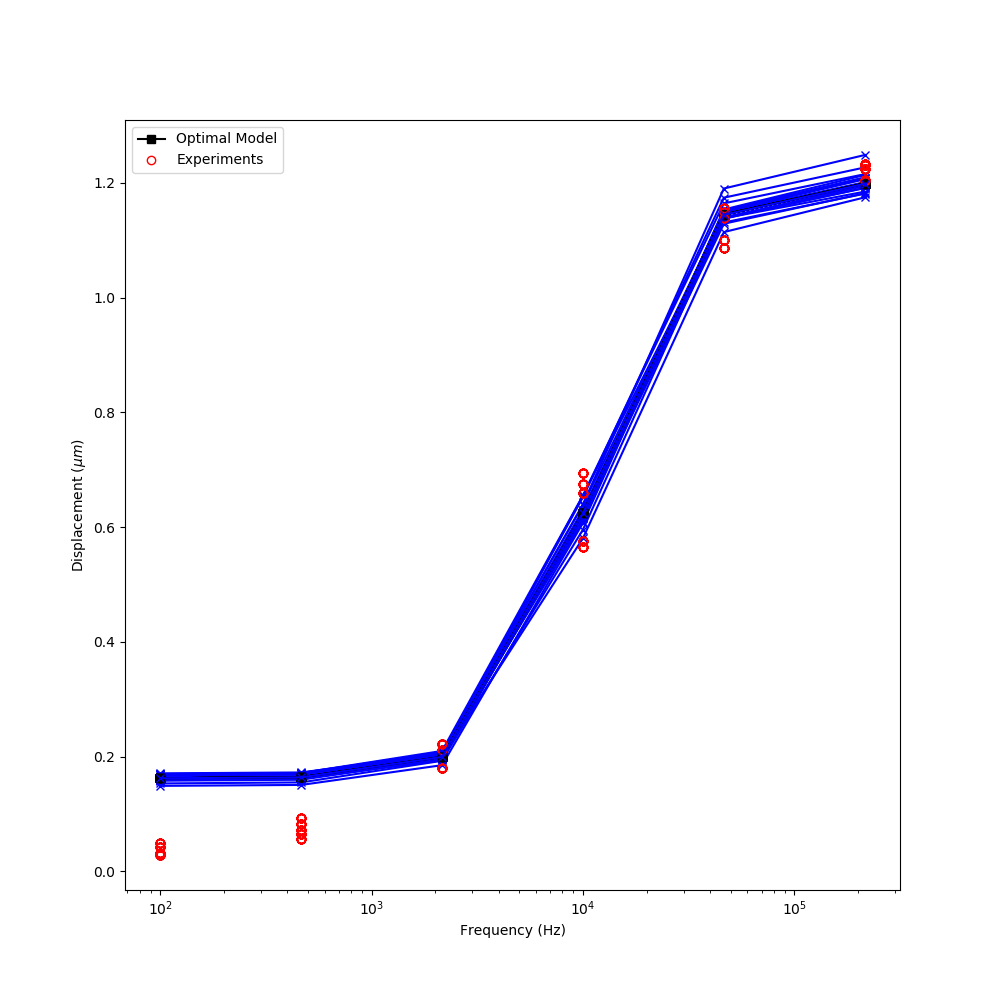 Optimal Model
Experiments
1.2
1.0
0.8
0.6
0.4
0.2
0.0
Displacement (μm)
10²
10³
10⁴
10⁵
Frequency (Hz)